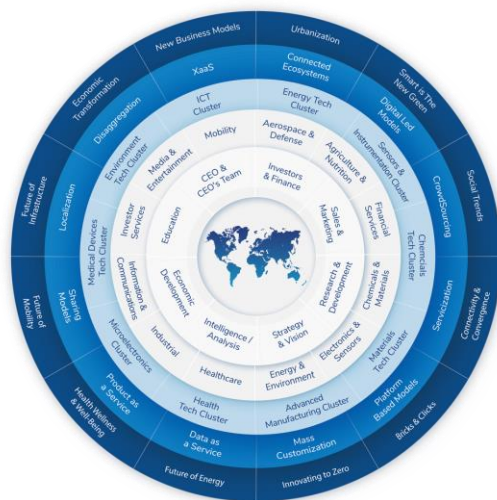 New Business Models
Urbanization
Smart is The
New Green
Social Trends
Connectivity &
Convergence
Bricks & Clicks
Innovating to Zero
Future of Energy
Health Wellness
& Well-Being
Future of
Mobility
Future of
Infrastructure
Economic
Transformation
XaaS
Connected
Ecosystems
Digital Led
Models
CrowdSourcing
Servicization
Platform
Based Models
Mass
Customization
Data as
a Service
Product as
a Service
Sharing
Models
Localization
Disaggregation
ICT
Cluster
Energy Tech
Cluster
Sensors &
Instrumentation Cluster
Chemcials
Tech Cluster
Materials
Tech Cluster
Advanced
Manufacturing Cluster
Health
Tech Cluster
Microelectronics
Cluster
Medical Devices
Tech Cluster
Environment
Tech Cluster
Mobility
Aerospace &
Defense
Agriculture &
Nutrition
Financial
Services
Chemicals &
Materials
Electronics &
Sensors
Energy &
Environment
Healthcare
Industrial
Information &
Communications
Investor
Services
Media &
Entertainment
CEO &
CEO's Team
Investors
& Finance
Sales &
Marketing
Research &
Development
Strategy
& Vision
Intelligence /
Analysis
Economic
Development
Education